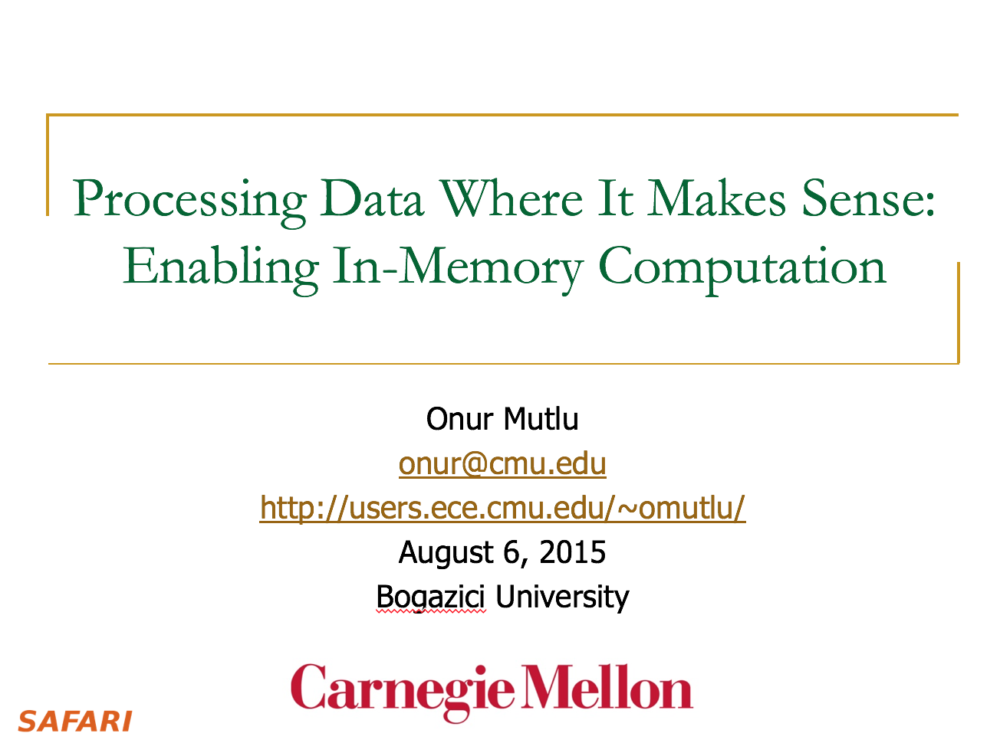 Processing Data Where It Makes Sense:
Enabling In-Memory Computation
Onur Mutlu
onur@cmu.edu
http://users.ece.cmu.edu/~omutlu/
August 6, 2015
Bogazici University
Carnegie Mellon
SAFARI